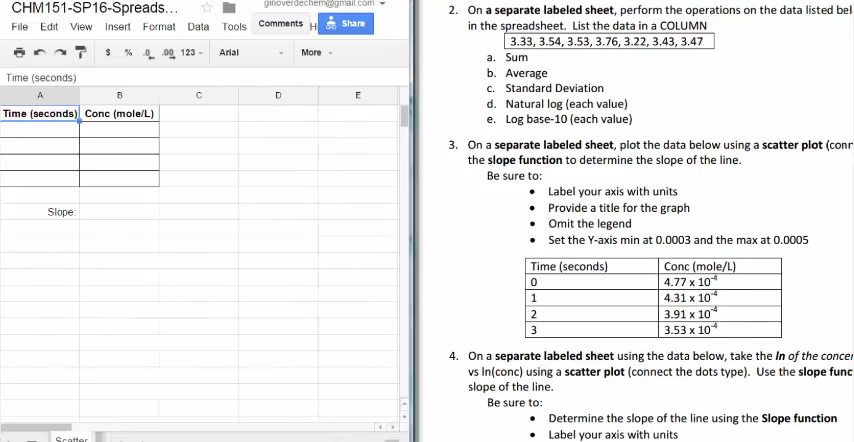 CHM151-SP16-Spreads...
ginoverdechem@gmail.com
File Edit View Insert Format Data Tools H
Comments
Share
$ % .0 .00 123 Arial More
Time (seconds)
A B C D E
Time (seconds) Conc (mole/L)
Slope:
Scatter
2. On a separate labeled sheet, perform the operations on the data listed bel
in the spreadsheet. List the data in a COLUMN
3.33, 3.54, 3.53, 3.76, 3.22, 3.43, 3.47
a. Sum
b. Average
c. Standard Deviation
d. Natural log (each value)
e. Log base-10 (each value)
3. On a separate labeled sheet, plot the data below using a scatter plot (conn
the slope function to determine the slope of the line.
Be sure to:
• Label your axis with units
• Provide a title for the graph
• Omit the legend
• Set the Y-axis min at 0.0003 and the max at 0.0005
Time (seconds) Conc (mole/L)
0 4.77 x 10⁻⁴
1 4.31 x 10⁻⁴
2 3.91 x 10⁻⁴
3 3.53 x 10⁻⁴
4. On a separate labeled sheet using the data below, take the ln of the concer
vs ln(conc) using a scatter plot (connect the dots type). Use the slope func
slope of the line.
Be sure to:
• Determine the slope of the line using the Slope function
• Label your axis with units